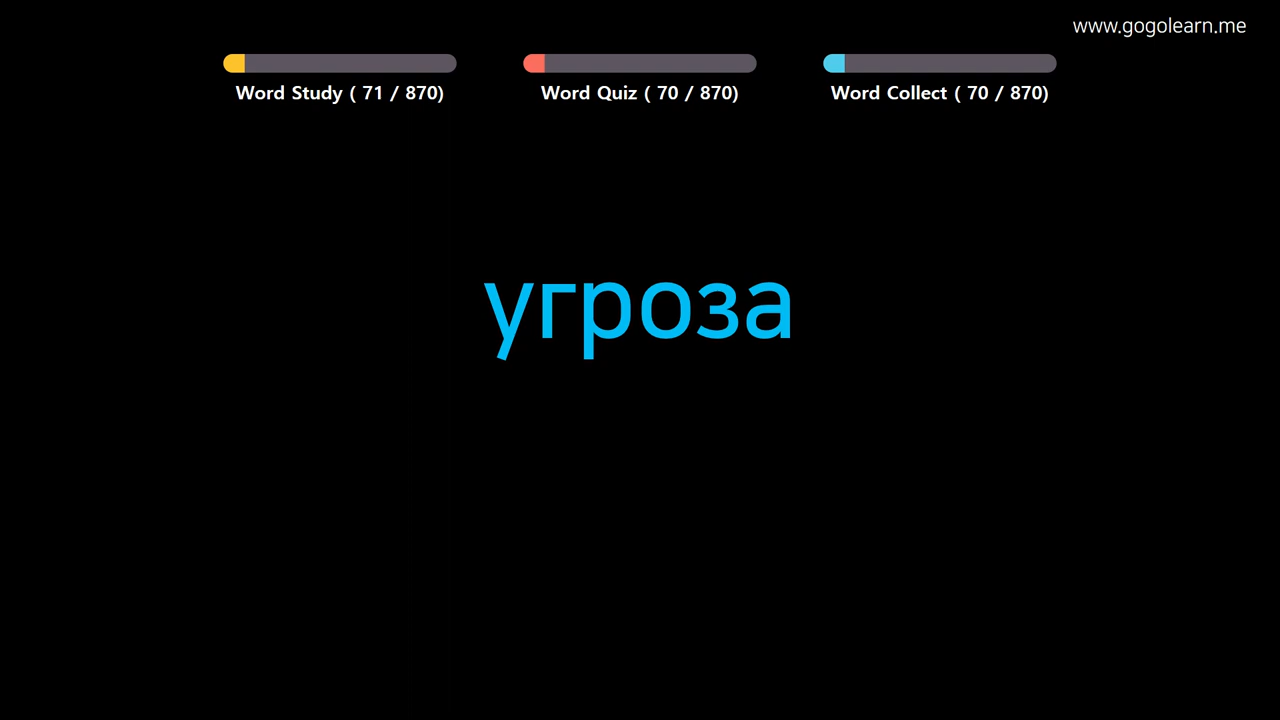 www.gogolearn.me
Word Study ( 71 / 870)
Word Quiz ( 70 / 870)
Word Collect ( 70 / 870)
угроза